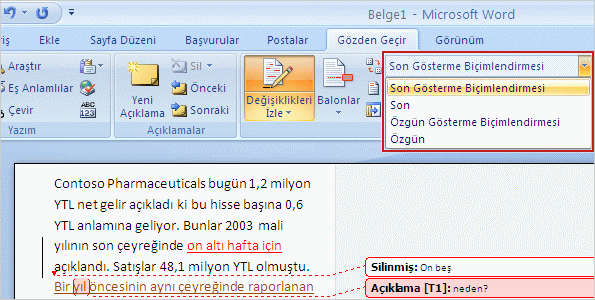 Belge1 - Microsoft Word
riş Ekle Sayfa Düzeni Başvurular Postalar Gözden Geçir Görünüm
Araştır
Eş Anlamlılar
Çevir
ABC
123
Yazım
Yeni
Açıklama
Sil
Önceki
Sonraki
Açıklamalar
Değişiklikleri
İzle
Balonlar
Son Gösterme Biçimlendirmesi
Son Gösterme Biçimlendirmesi
Son
Özgün Gösterme Biçimlendirmesi
Özgün
Contoso Pharmaceuticals bugün 1,2 milyon
YTL net gelir açıkladı ki bu hisse başına 0,6
YTL anlamına geliyor. Bunlar 2003 mali
yılının son çeyreğinde on altı hafta için
açıklandı. Satışlar 48,1 milyon YTL olmuştu.
Bir yıl öncesinin aynı çeyreğinde raporlanan
Silinmiş: On beş
Açıklama [T1]: neden?